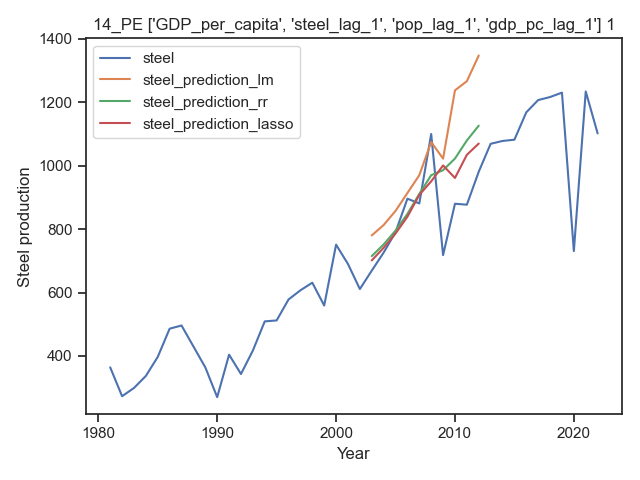 14_PE ['GDP_per_capita', 'steel_lag_1', 'pop_lag_1', 'gdp_pc_lag_1'] 1
1400
1200
1000
800
600
400
Steel production
steel
steel_prediction_lm
steel_prediction_rr
steel_prediction_lasso
1980
1990
2000
2010
2020
Year